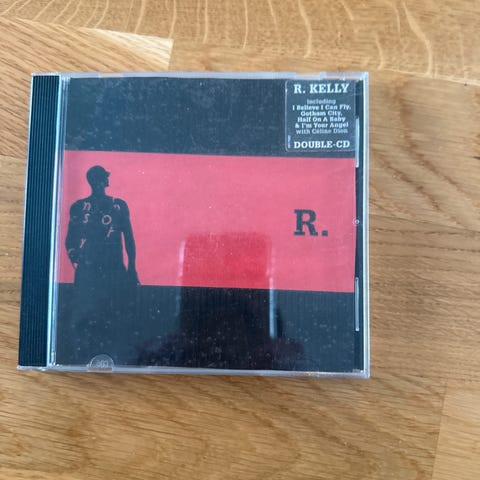 R. KELLY
including
I Believe I Can Fly,
Gotham City,
Half On A Baby
& I'm Your Angel
with Céline Dion
DOUBLE-CD
R.